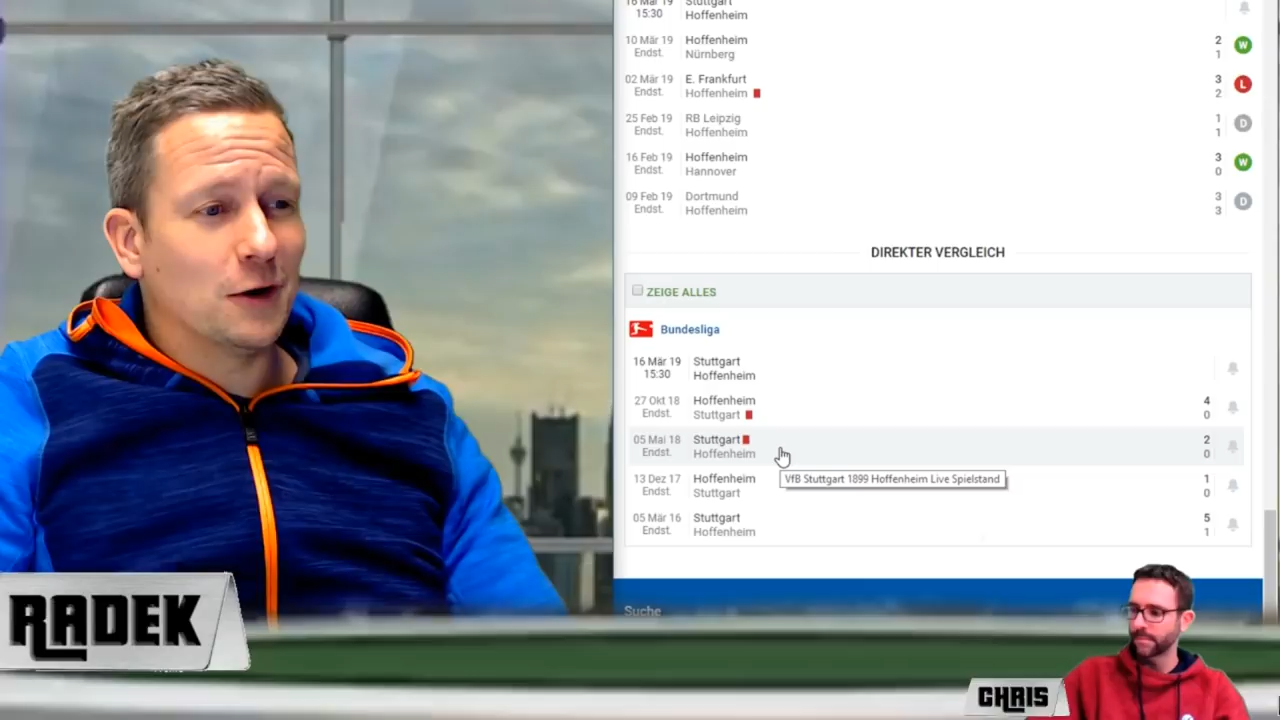 16 Mär 19 Stuttgart
15:30 Hoffenheim
10 Mär 19 Hoffenheim 2 W
Endst. Nürnberg 1
02 Mär 19 E. Frankfurt 3 L
Endst. Hoffenheim 2
25 Feb 19 RB Leipzig 1 D
Endst. Hoffenheim 1
16 Feb 19 Hoffenheim 3 W
Endst. Hannover 0
09 Feb 19 Dortmund 3 D
Endst. Hoffenheim 3
DIREKTER VERGLEICH
ZEIGE ALLES
Bundesliga
16 Mär 19 Stuttgart
15:30 Hoffenheim
27 Okt 18 Hoffenheim 4
Endst. Stuttgart 0
05 Mai 18 Stuttgart 2
Endst. Hoffenheim 0
VfB Stuttgart 1899 Hoffenheim Live Spielstand
13 Dez 17 Hoffenheim 1
Endst. Stuttgart 0
05 Mär 16 Stuttgart 5
Endst. Hoffenheim 1
Suche
RADEK
CHRIS